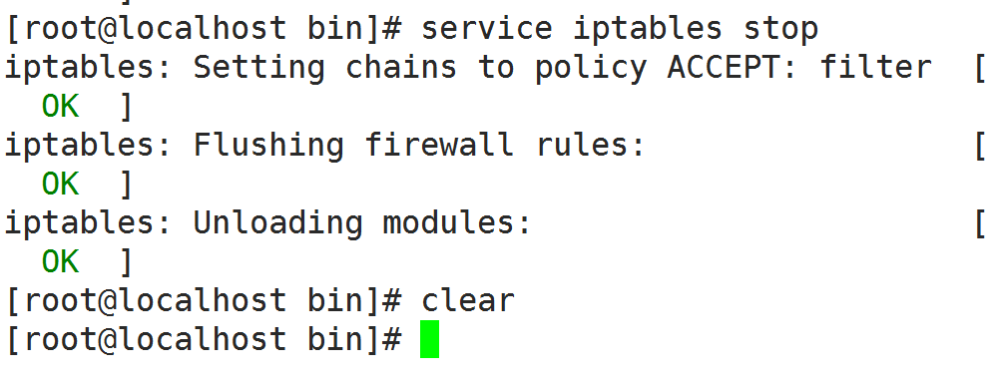 [root@localhost bin]# service iptables stop
iptables: Setting chains to policy ACCEPT: filter  [
  OK  ]
iptables: Flushing firewall rules:                 [
  OK  ]
iptables: Unloading modules:                       [
  OK  ]
[root@localhost bin]# clear
[root@localhost bin]#